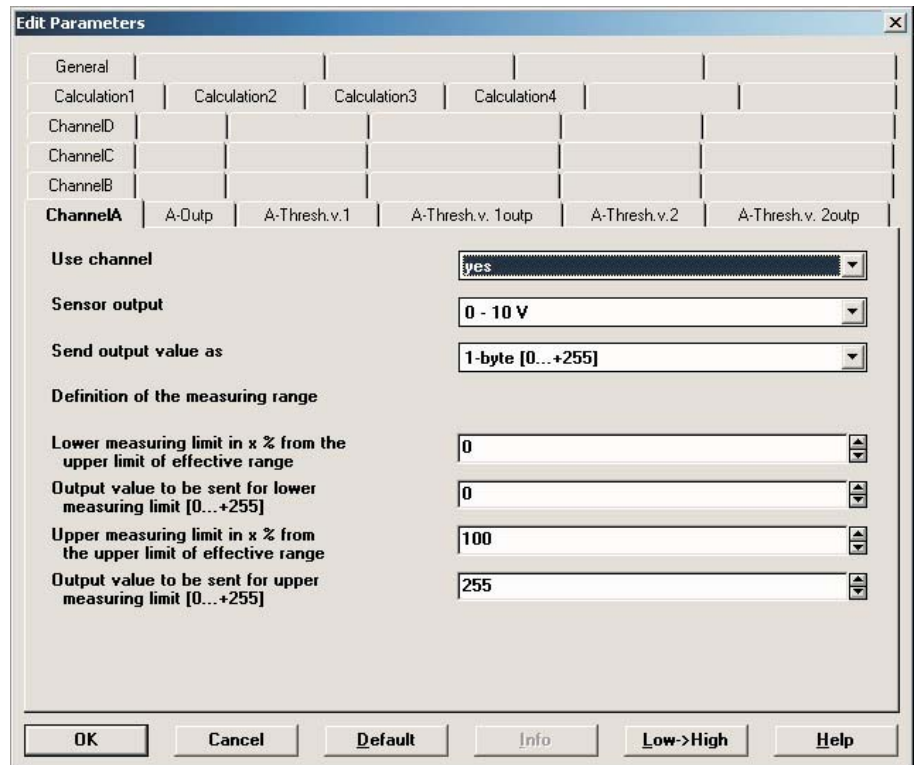 Edit Parameters
General
Calculation1 Calculation2 Calculation3 Calculation4
ChannelD
ChannelC
ChannelB
ChannelA A-Outp A-Thresh.v.1 A-Thresh.v. 1outp A-Thresh.v.2 A-Thresh.v. 2outp
Use channel yes
Sensor output 0 - 10 V
Send output value as 1-byte [0...+255]
Definition of the measuring range
Lower measuring limit in x % from the 0
upper limit of effective range
Output value to be sent for lower 0
measuring limit [0...+255]
Upper measuring limit in x % from 100
the upper limit of effective range
Output value to be sent for upper 255
measuring limit [0...+255]
OK Cancel Default Info Low->High Help